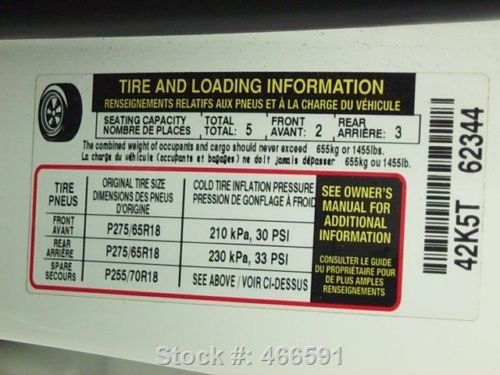 TIRE AND LOADING INFORMATION
RENSEIGNEMENTS RELATIFS AUX PNEUS ET À LA CHARGE DU VÉHICULE
SEATING CAPACITY TOTAL FRONT REAR
NOMBRE DE PLACES TOTAL: 5 AVANT: 2 ARRIÈRE: 3
The combined weight of occupants and cargo should never exceed 655kg or 1455lbs.
La charge du véhicule (occupants et bagages) ne doit jamais dépasser 655kg ou 1455lb.
TIRE
PNEUS
ORIGINAL TIRE SIZE
DIMENSIONS DES PNEUS
D'ORIGINE
COLD TIRE INFLATION PRESSURE
PRESSION DE GONFLAGE À FROID
FRONT
AVANT
P275/65R18 210 kPa, 30 PSI
REAR
ARRIÈRE
P275/65R18 230 kPa, 33 PSI
SPARE
SECOURS
P255/70R18 SEE ABOVE / VOIR CI-DESSUS
SEE OWNER'S
MANUAL FOR
ADDITIONAL
INFORMATION
CONSULTER LE GUIDE
DU PROPRIÉTAIRE POUR
DE PLUS AMPLES
RENSEIGNEMENTS
42K5T 62344
Stock #: 466591